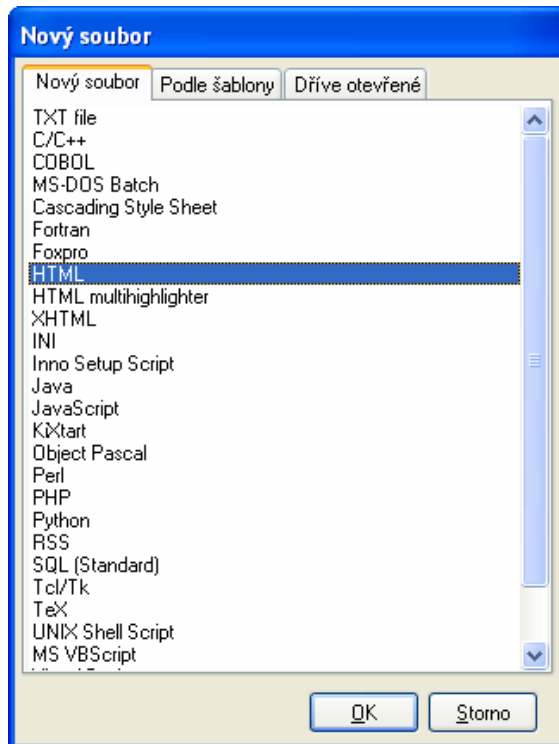 Nový soubor
Nový soubor Podle šablony Dříve otevřené
TXT file
C/C++
COBOL
MS-DOS Batch
Cascading Style Sheet
Fortran
Foxpro
HTML
HTML multihighlighter
XHTML
INI
Inno Setup Script
Java
JavaScript
KiXtart
Object Pascal
Perl
PHP
Python
RSS
SQL (Standard)
Tcl/Tk
TeX
UNIX Shell Script
MS VBScript
OK Storno